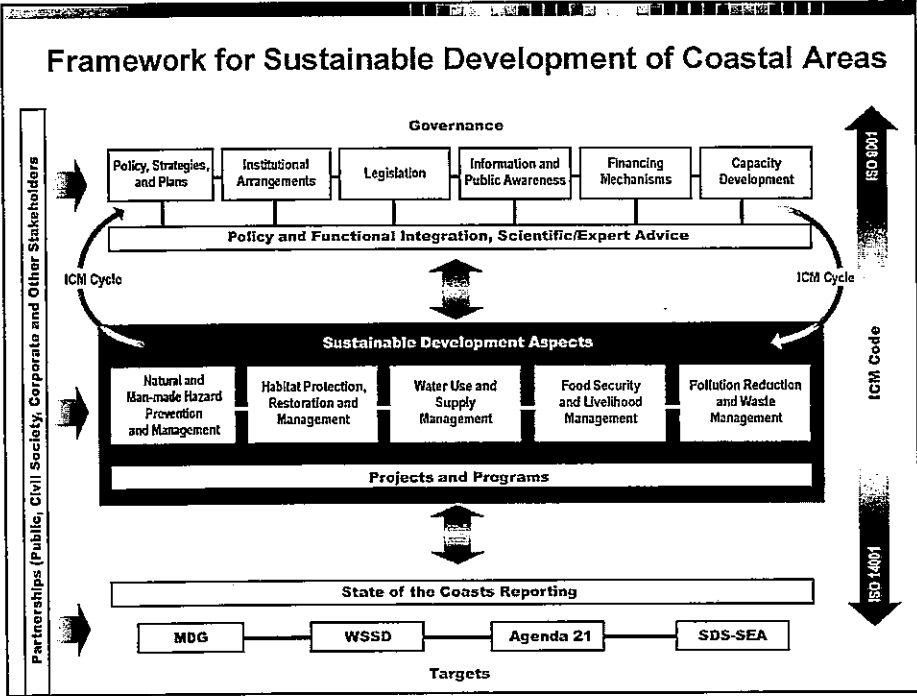 Framework for Sustainable Development of Coastal Areas
Partnerships (Public, Civil Society, Corporate and Other Stakeholders
Governance
Policy, Strategies,
and Plans
Institutional
Arrangements
Legislation
Information and
Public Awareness
Financing
Mechanisms
Capacity
Development
Policy and Functional Integration, Scientific/Expert Advice
ICM Cycle
ICM Cycle
Sustainable Development Aspects
Natural and
Man-made Hazard
Prevention
and Management
Habitat Protection,
Restoration and
Management
Water Use and
Supply
Management
Food Security
and Livelihood
Management
Pollution Reduction
and Waste
Management
Projects and Programs
State of the Coasts Reporting
MDG
WSSD
Agenda 21
SDS-SEA
Targets
ISO 9001
ICM Code
ISO 14001